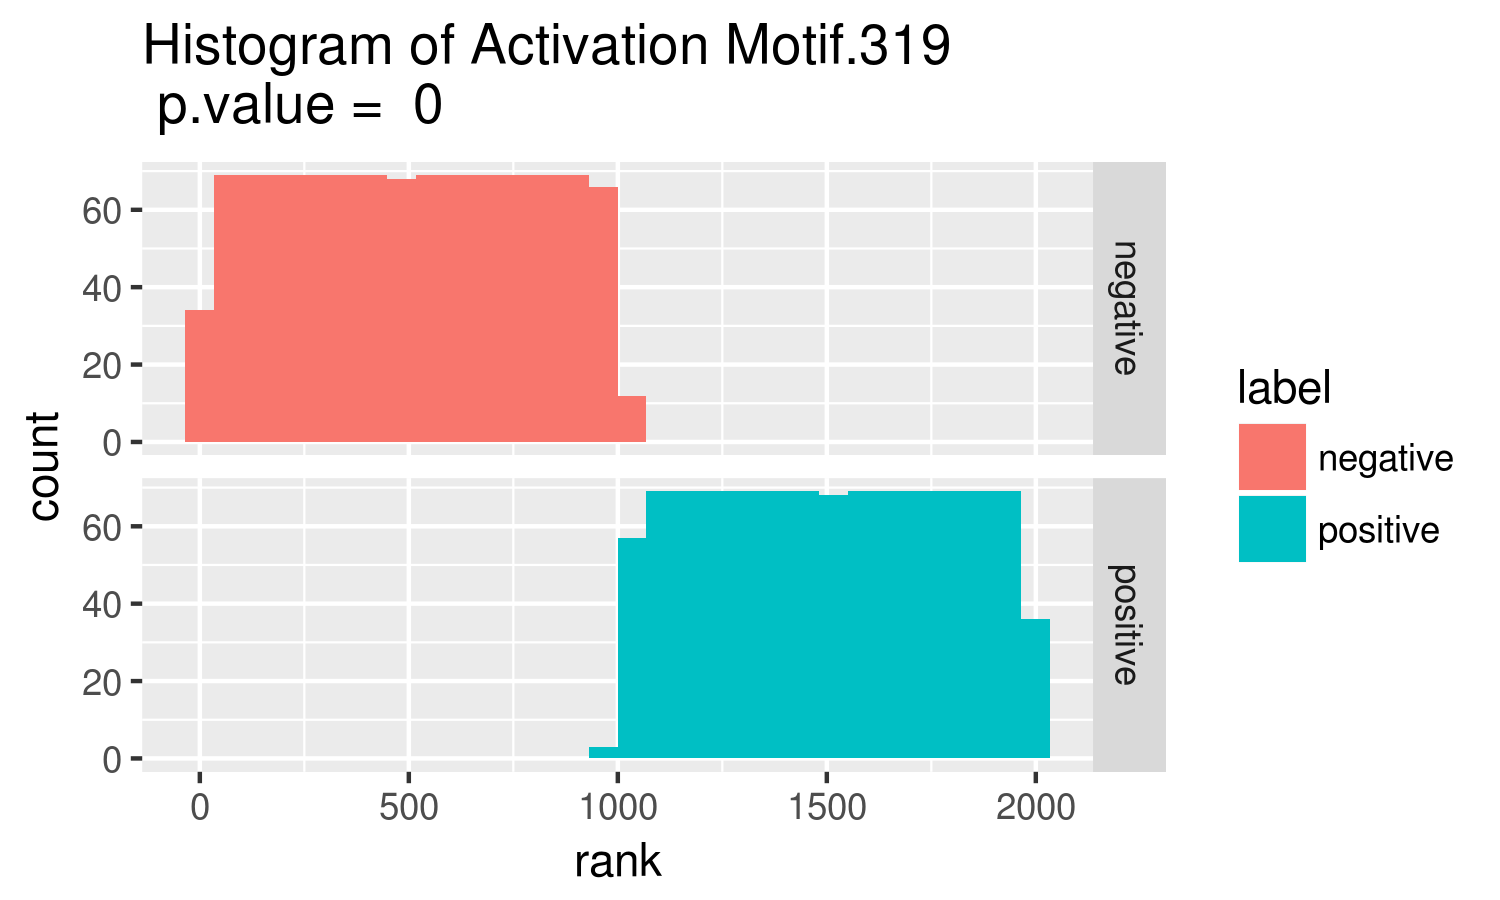 Histogram of Activation Motif.319
p.value =  0
60
40
20
0
negative
60
40
20
0
positive
0
500
1000
1500
2000
rank
count
label
negative
positive